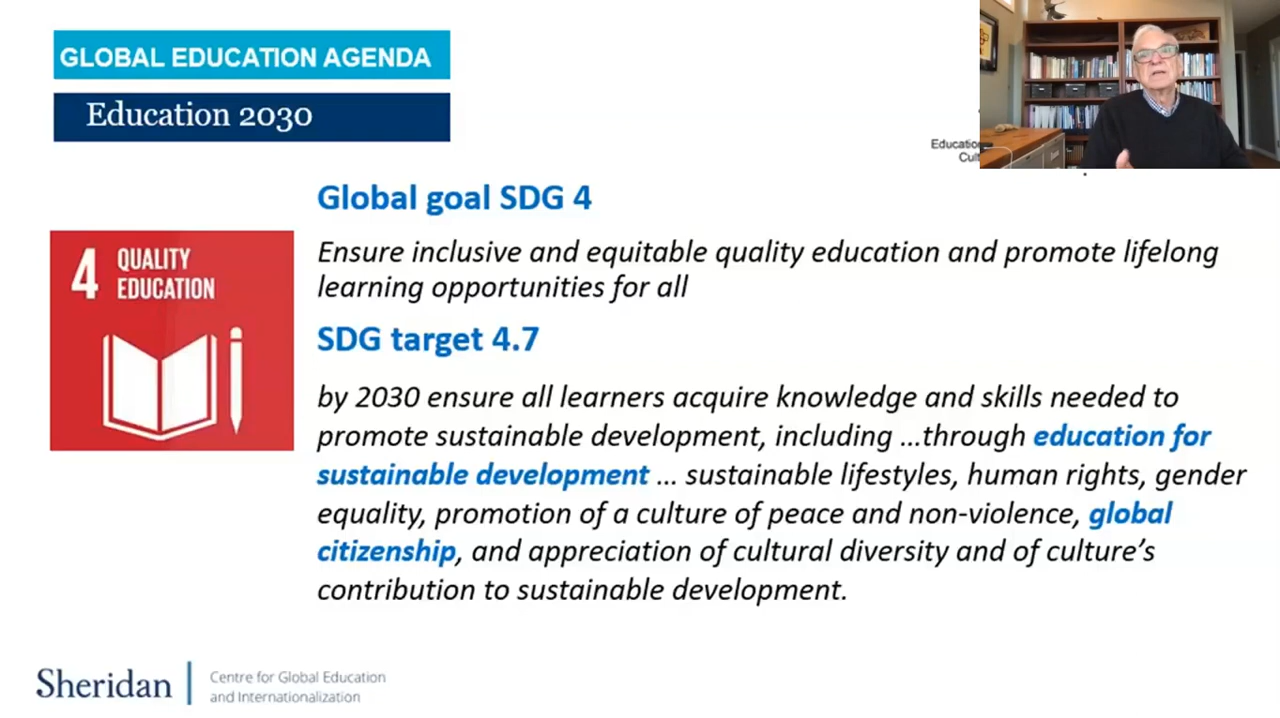 GLOBAL EDUCATION AGENDA
Education 2030
Global goal SDG 4
4 QUALITY
EDUCATION
Ensure inclusive and equitable quality education and promote lifelong
learning opportunities for all
SDG target 4.7
by 2030 ensure all learners acquire knowledge and skills needed to
promote sustainable development, including …through education for
sustainable development … sustainable lifestyles, human rights, gender
equality, promotion of a culture of peace and non-violence, global
citizenship, and appreciation of cultural diversity and of culture’s
contribution to sustainable development.
Sheridan
Centre for Global Education
and Internationalization